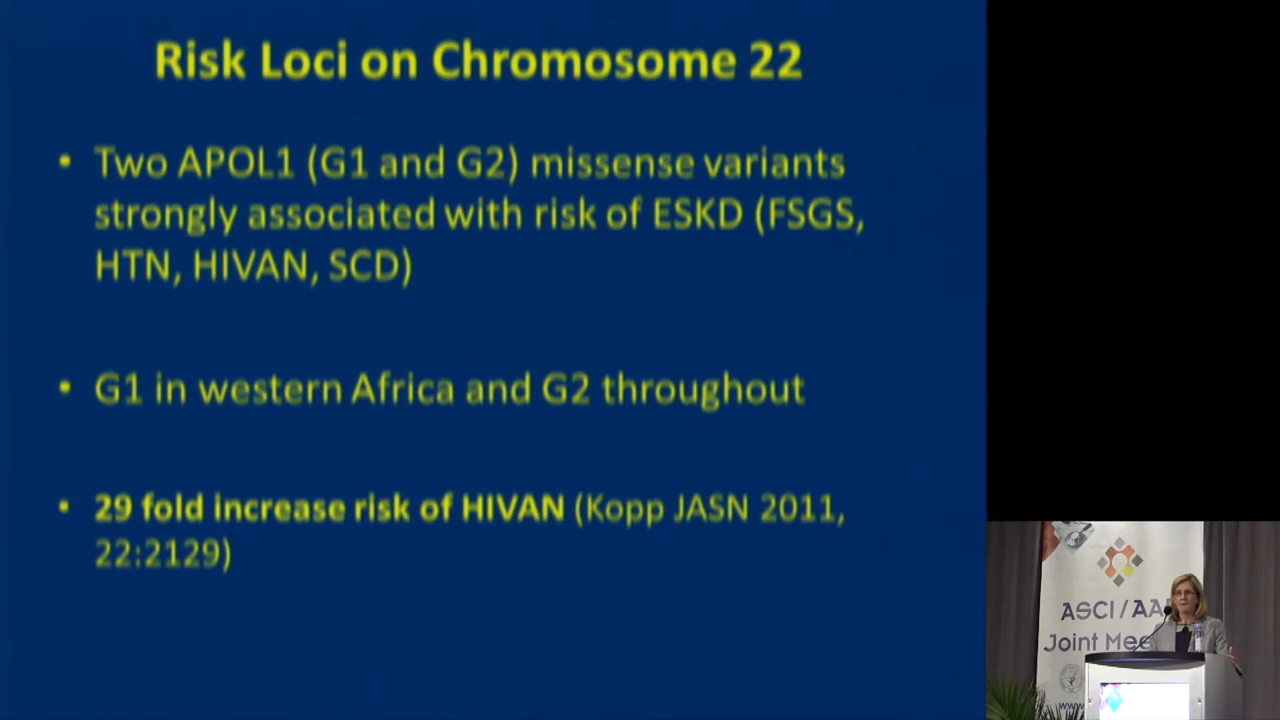 Risk Loci on Chromosome 22
• Two APOL1 (G1 and G2) missense variants
strongly associated with risk of ESKD (FSGS,
HTN, HIVAN, SCD)
• G1 in western Africa and G2 throughout
• 29 fold increase risk of HIVAN (Kopp JASN 2011,
22:2129)
ASCI / AA
Joint Mee